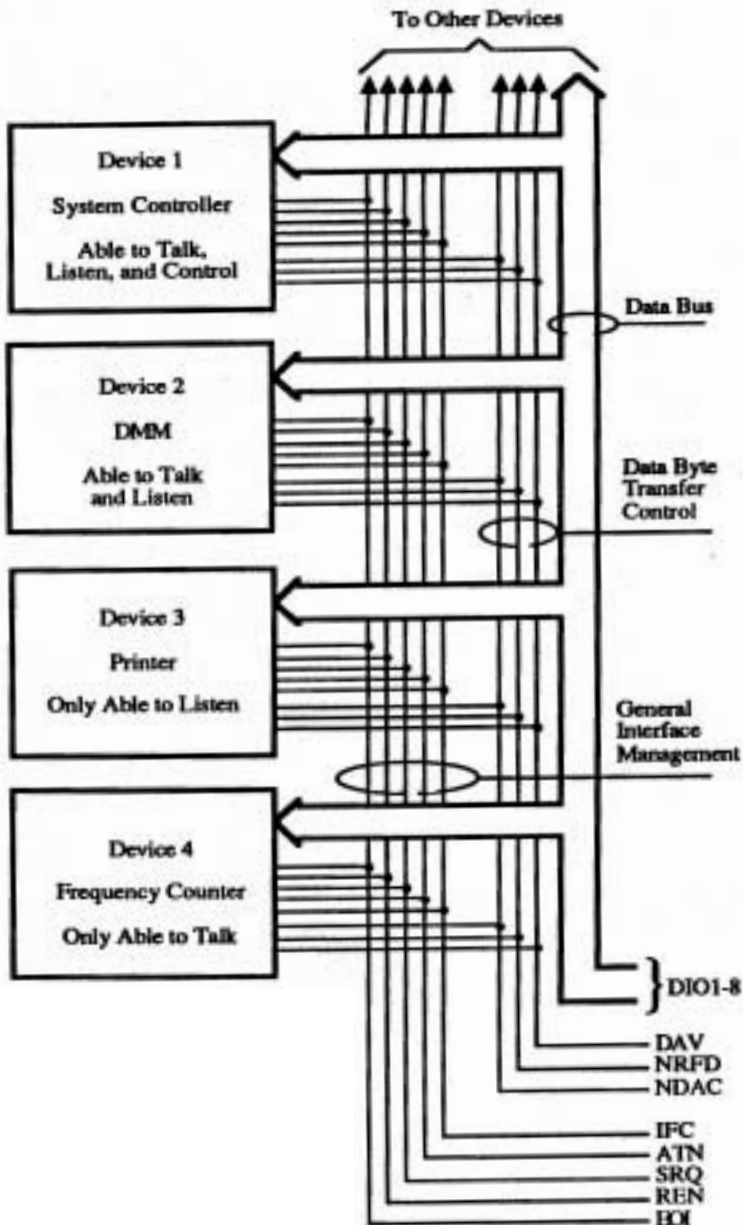 To Other Devices
Device 1
System Controller
Able to Talk,
Listen, and Control
Data Bus
Device 2
DMM
Able to Talk
and Listen
Data Byte
Transfer
Control
Device 3
Printer
Only Able to Listen
General
Interface
Management
Device 4
Frequency Counter
Only Able to Talk
DIO1-8
DAV
NRFD
NDAC
IFC
ATN
SRQ
REN
EOI